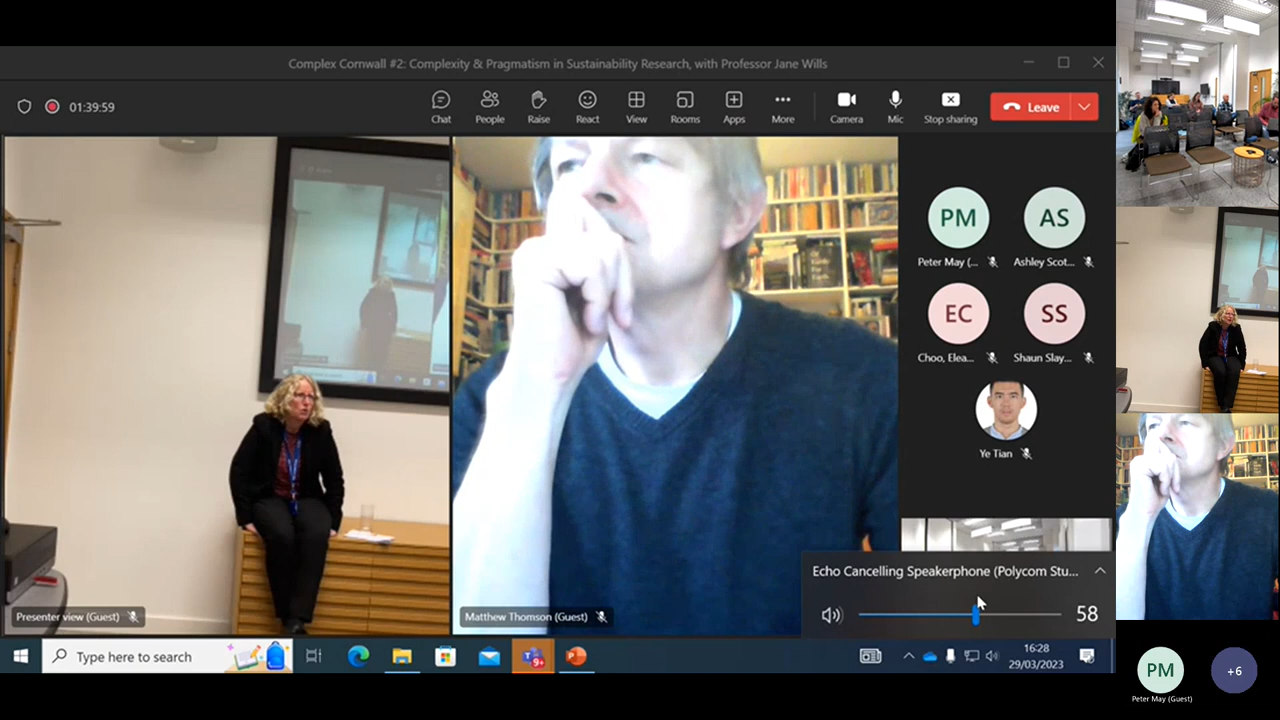 Complex Cornwall #2: Complexity & Pragmatism in Sustainability Research, with Professor Jane Wills
01:39:59
Chat People Raise React View Rooms Apps More Camera Mic Stop sharing Leave
PM AS
Peter May (... Ashley Scot...
EC SS
Choo, Elea... Shaun Slay...
Ye Tian
Echo Cancelling Speakerphone (Polycom Stu...
58
Presenter view (Guest) Matthew Thomson (Guest)
Type here to search
9+
16:28
29/03/2023
PM +6
Peter May (Guest)